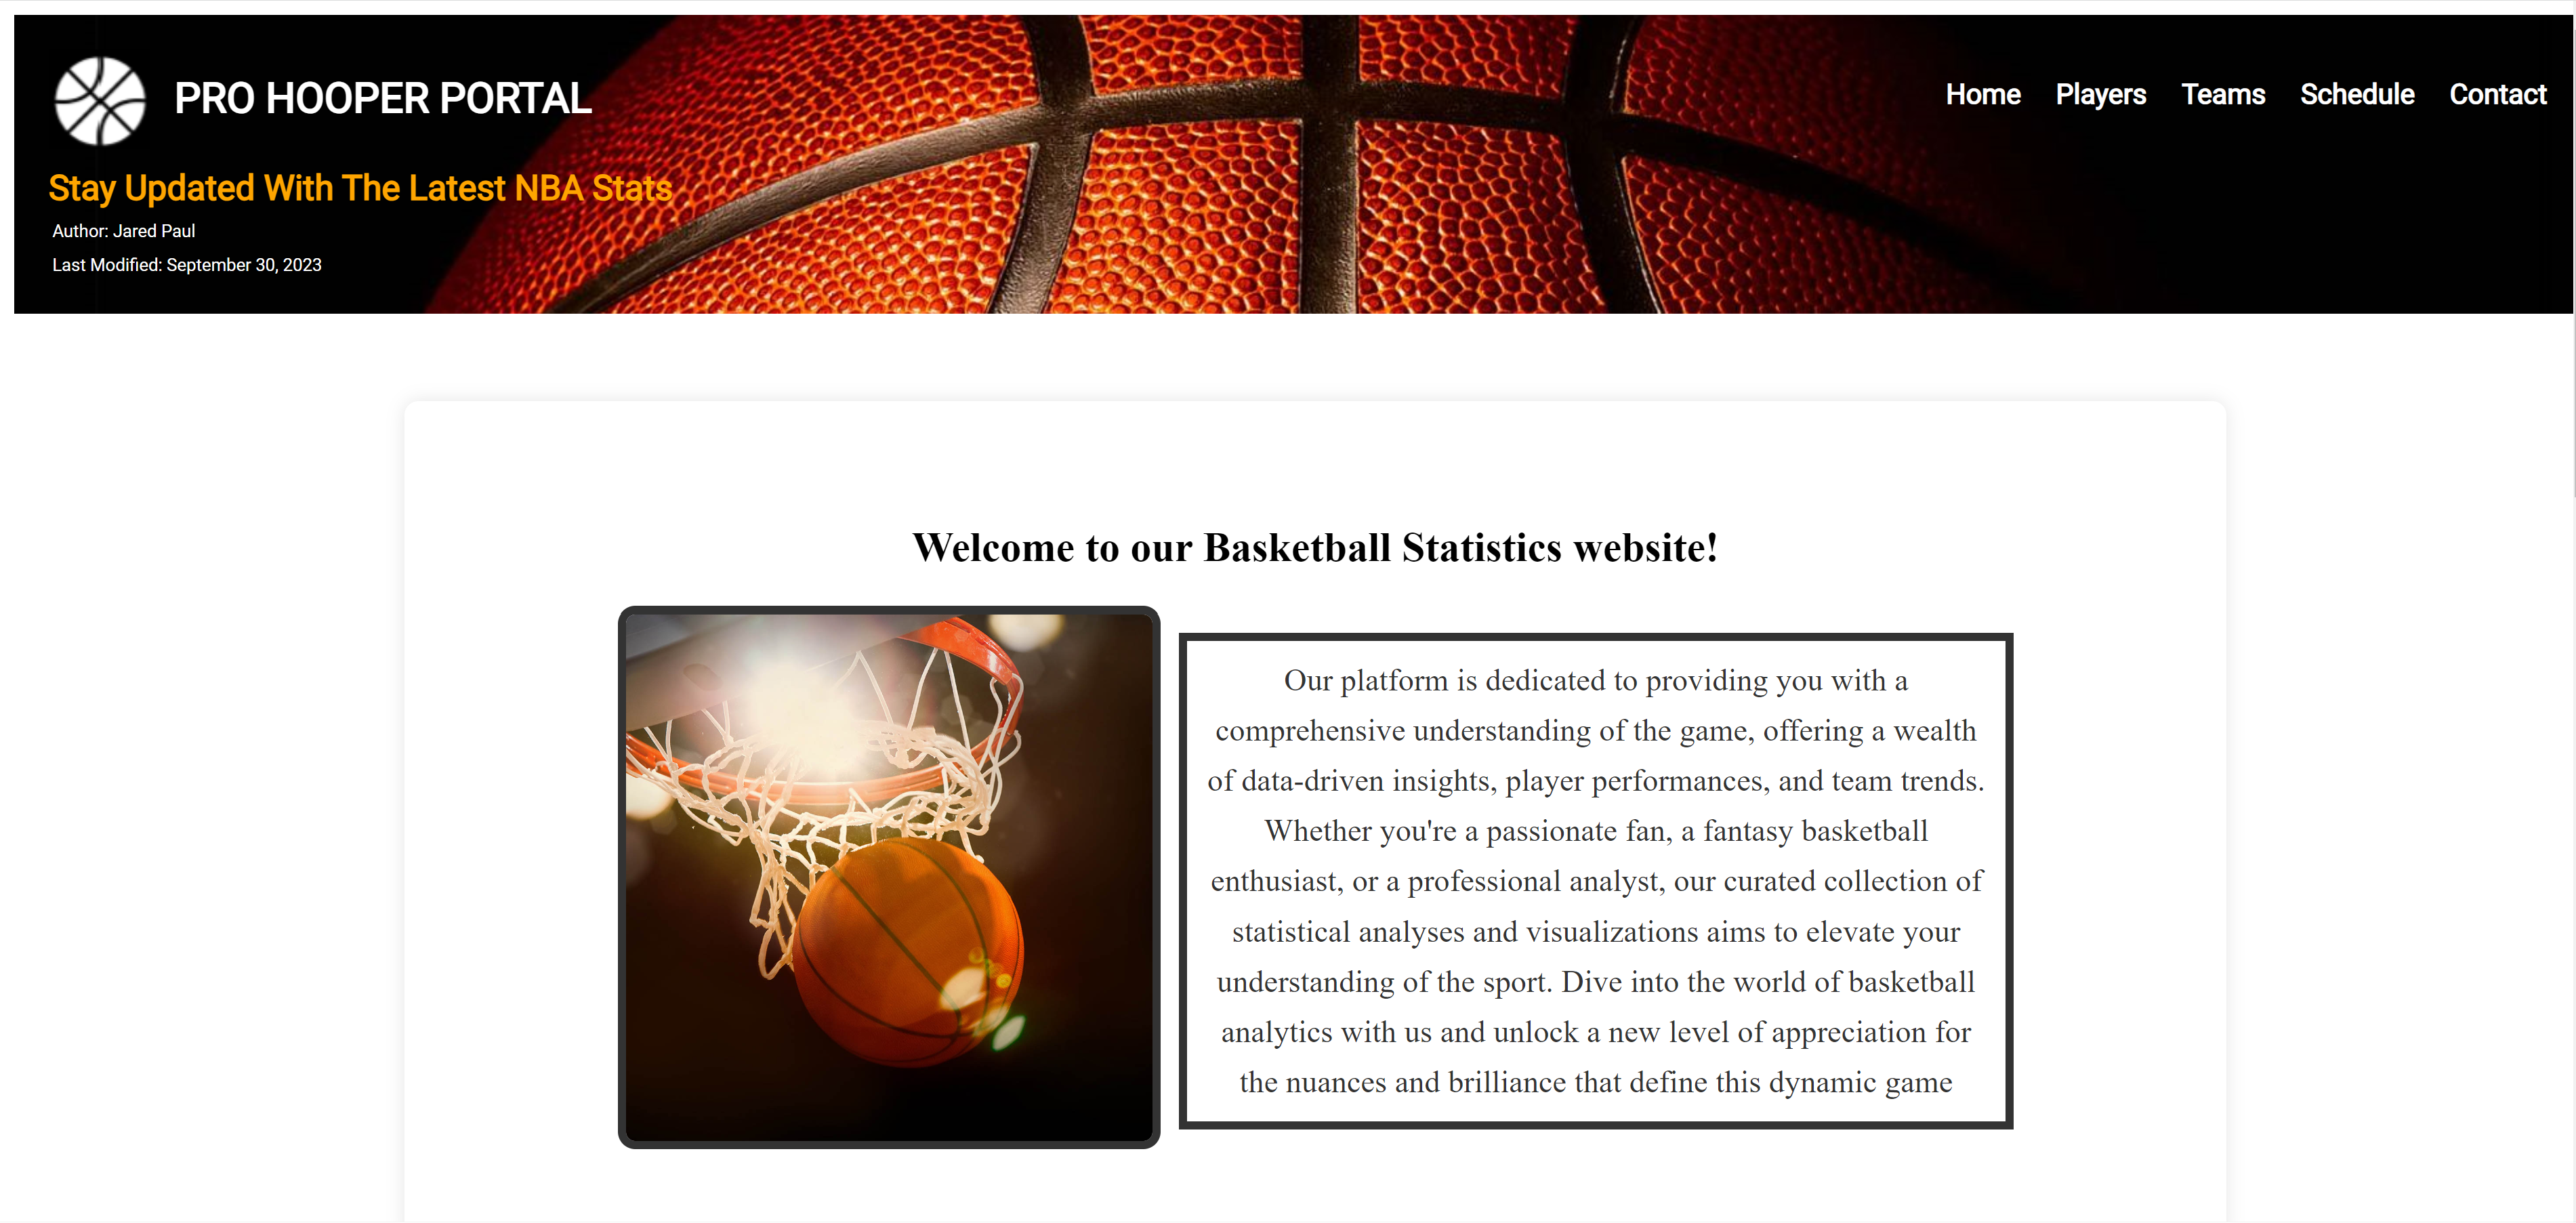 PRO HOOPER PORTAL
Home Players Teams Schedule Contact
Stay Updated With The Latest NBA Stats
Author: Jared Paul
Last Modified: September 30, 2023
Welcome to our Basketball Statistics website!
Our platform is dedicated to providing you with a
comprehensive understanding of the game, offering a wealth
of data-driven insights, player performances, and team trends.
Whether you're a passionate fan, a fantasy basketball
enthusiast, or a professional analyst, our curated collection of
statistical analyses and visualizations aims to elevate your
understanding of the sport. Dive into the world of basketball
analytics with us and unlock a new level of appreciation for
the nuances and brilliance that define this dynamic game